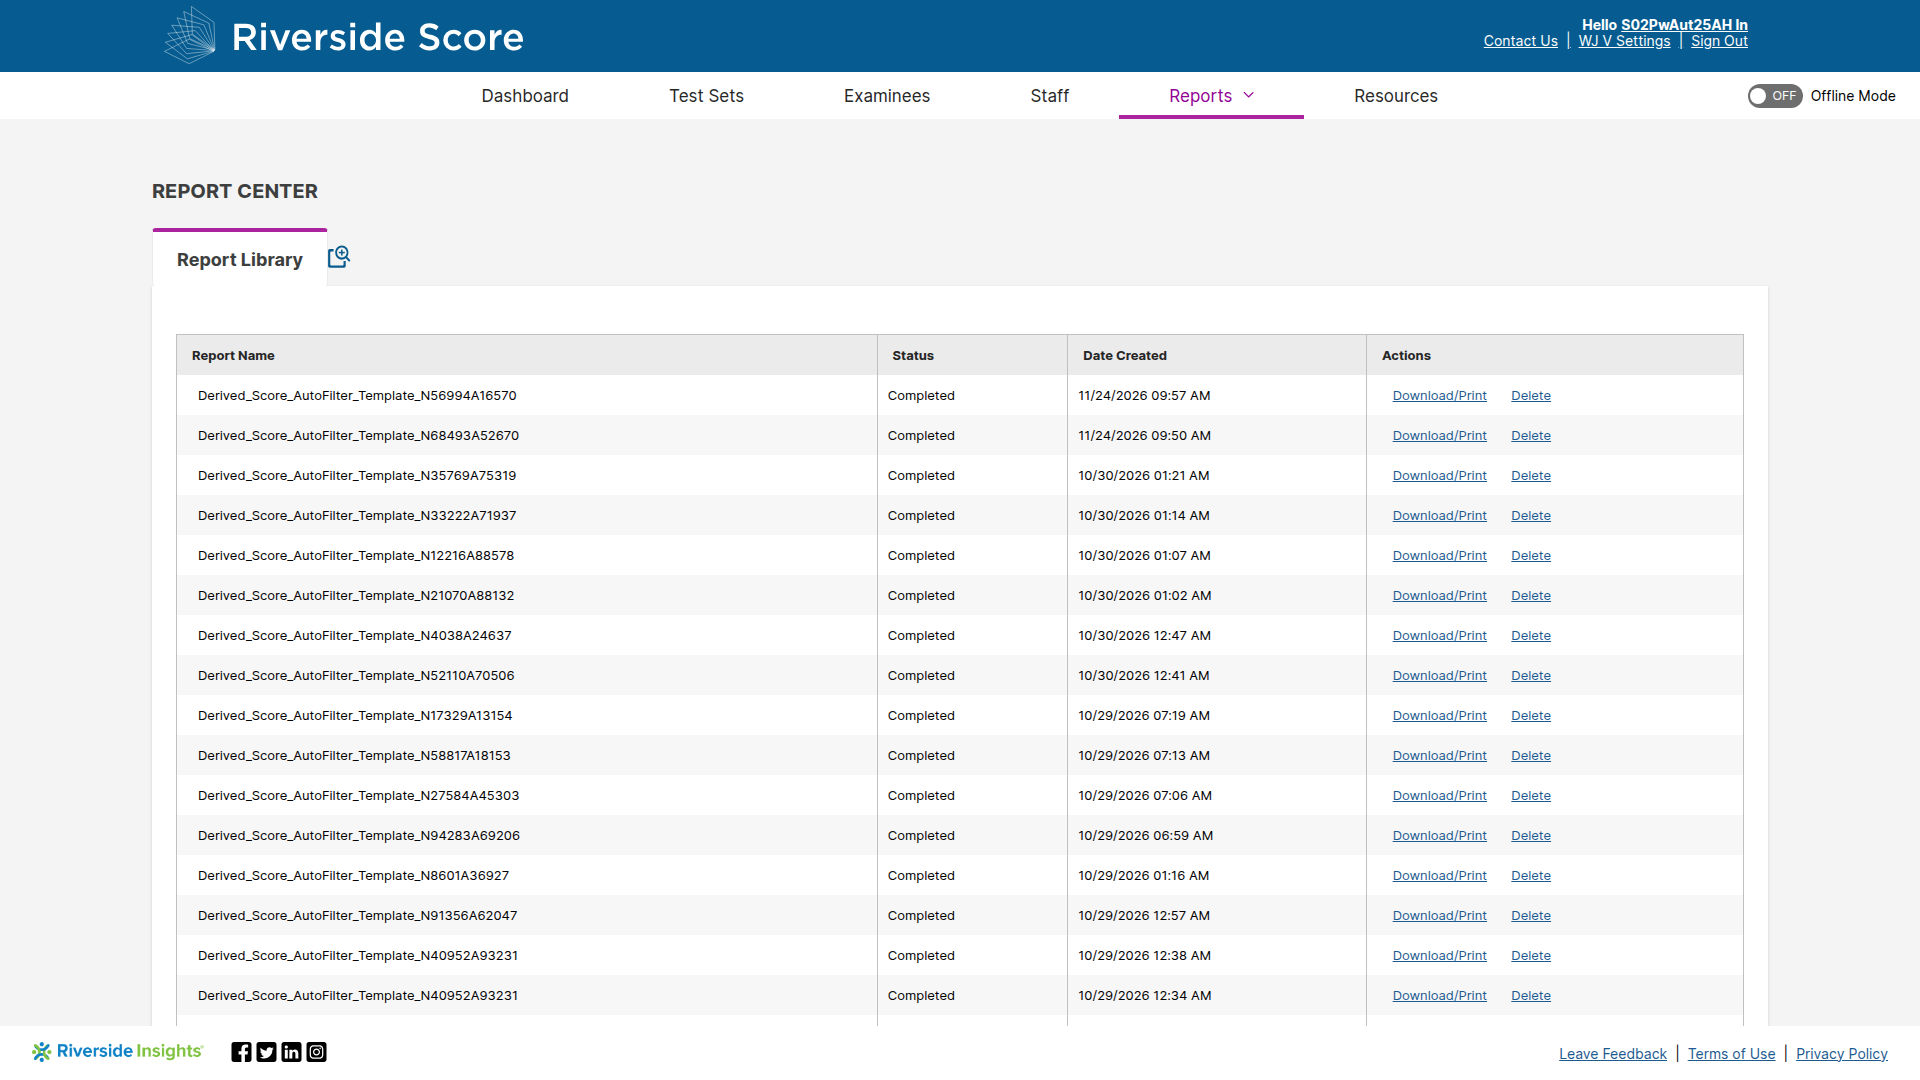 Riverside Score
Hello S02PwAut25AH In
Contact Us | WJ V Settings | Sign Out
Dashboard Test Sets Examinees Staff Reports Resources OFF Offline Mode
REPORT CENTER
Report Library
Report Name Status Date Created Actions
Derived_Score_AutoFilter_Template_N56994A16570 Completed 11/24/2026 09:57 AM Download/Print Delete
Derived_Score_AutoFilter_Template_N68493A52670 Completed 11/24/2026 09:50 AM Download/Print Delete
Derived_Score_AutoFilter_Template_N35769A75319 Completed 10/30/2026 01:21 AM Download/Print Delete
Derived_Score_AutoFilter_Template_N33222A71937 Completed 10/30/2026 01:14 AM Download/Print Delete
Derived_Score_AutoFilter_Template_N12216A88578 Completed 10/30/2026 01:07 AM Download/Print Delete
Derived_Score_AutoFilter_Template_N21070A88132 Completed 10/30/2026 01:02 AM Download/Print Delete
Derived_Score_AutoFilter_Template_N4038A24637 Completed 10/30/2026 12:47 AM Download/Print Delete
Derived_Score_AutoFilter_Template_N52110A70506 Completed 10/30/2026 12:41 AM Download/Print Delete
Derived_Score_AutoFilter_Template_N17329A13154 Completed 10/29/2026 07:19 AM Download/Print Delete
Derived_Score_AutoFilter_Template_N58817A18153 Completed 10/29/2026 07:13 AM Download/Print Delete
Derived_Score_AutoFilter_Template_N27584A45303 Completed 10/29/2026 07:06 AM Download/Print Delete
Derived_Score_AutoFilter_Template_N94283A69206 Completed 10/29/2026 06:59 AM Download/Print Delete
Derived_Score_AutoFilter_Template_N8601A36927 Completed 10/29/2026 01:16 AM Download/Print Delete
Derived_Score_AutoFilter_Template_N91356A62047 Completed 10/29/2026 12:57 AM Download/Print Delete
Derived_Score_AutoFilter_Template_N40952A93231 Completed 10/29/2026 12:38 AM Download/Print Delete
Derived_Score_AutoFilter_Template_N40952A93231 Completed 10/29/2026 12:34 AM Download/Print Delete
Riverside Insights
Leave Feedback | Terms of Use | Privacy Policy